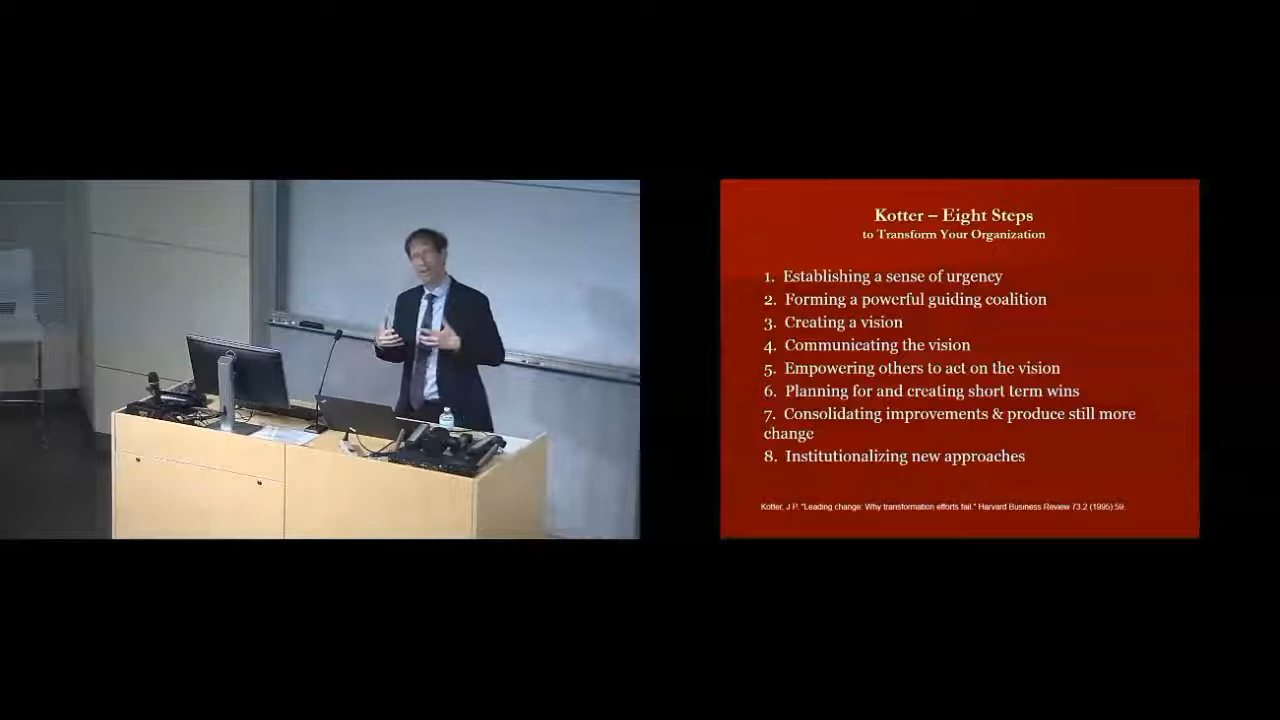 Kotter – Eight Steps
to Transform Your Organization
1. Establishing a sense of urgency
2. Forming a powerful guiding coalition
3. Creating a vision
4. Communicating the vision
5. Empowering others to act on the vision
6. Planning for and creating short term wins
7. Consolidating improvements & produce still more
change
8. Institutionalizing new approaches
Kotter, J P. "Leading change: Why transformation efforts fail." Harvard Business Review 73.2 (1995):59.